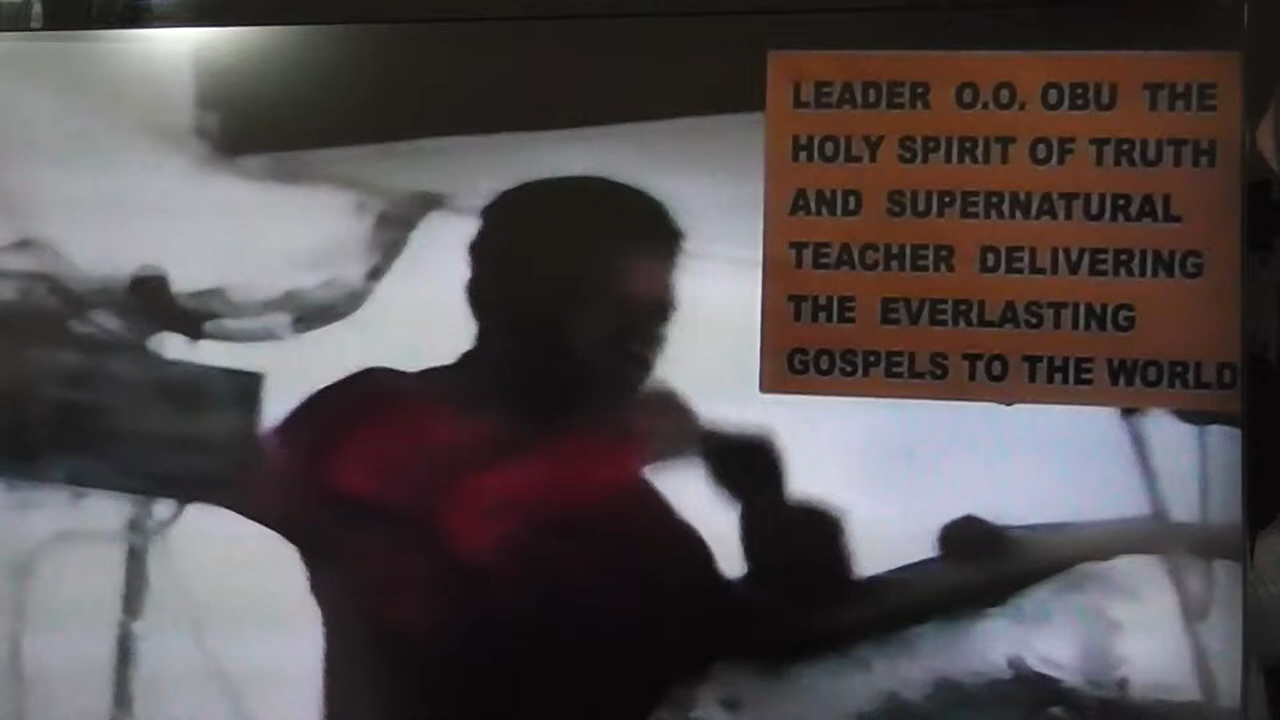 LEADER O.O. OBU THE
HOLY SPIRIT OF TRUTH
AND SUPERNATURAL
TEACHER DELIVERING
THE EVERLASTING
GOSPELS TO THE WORLD